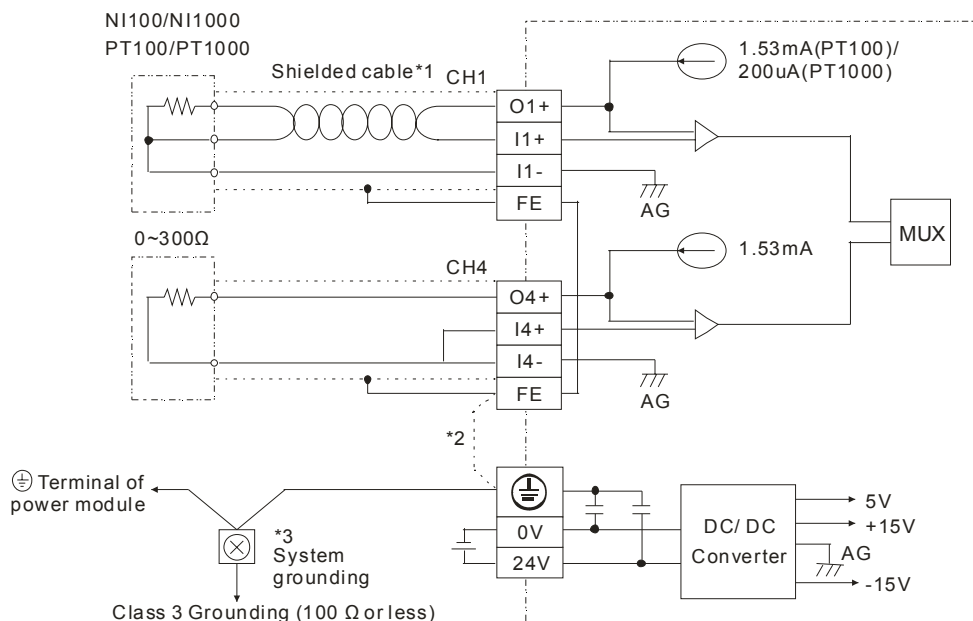 NI100/NI1000
PT100/PT1000
Shielded cable*1
CH1
1.53mA(PT100)/
200uA(PT1000)
O1+
I1+
I1-
FE
AG
MUX
0~300Ω
CH4
1.53mA
O4+
I4+
I4-
FE
AG
*2
Terminal of
power module
*3
System
grounding
Class 3 Grounding (100 Ω or less)
0V
24V
DC/ DC
Converter
5V
+15V
AG
-15V